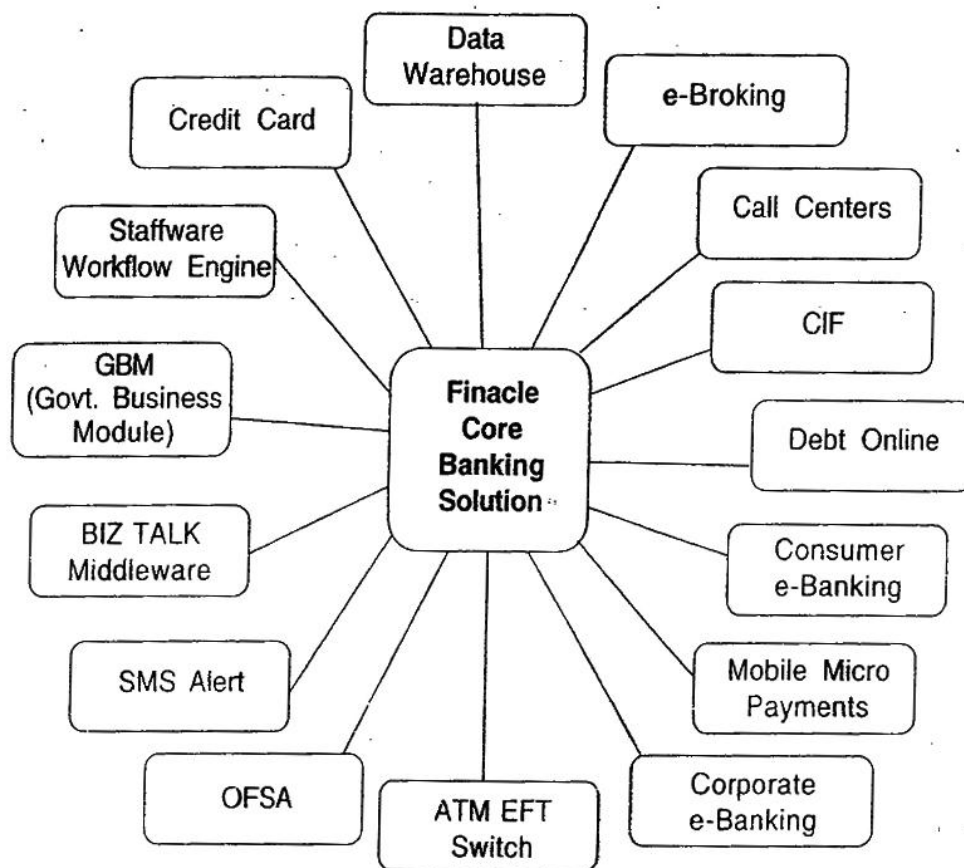 Data
Warehouse
e-Broking
Credit Card
Call Centers
Staffware
Workflow Engine
CIF
GBM
(Govt. Business
Module)
Finacle
Core
Banking
Solution
Debt Online
BIZ TALK
Middleware
Consumer
e-Banking
SMS Alert
Mobile Micro
Payments
OFSA
ATM EFT
Switch
Corporate
e-Banking